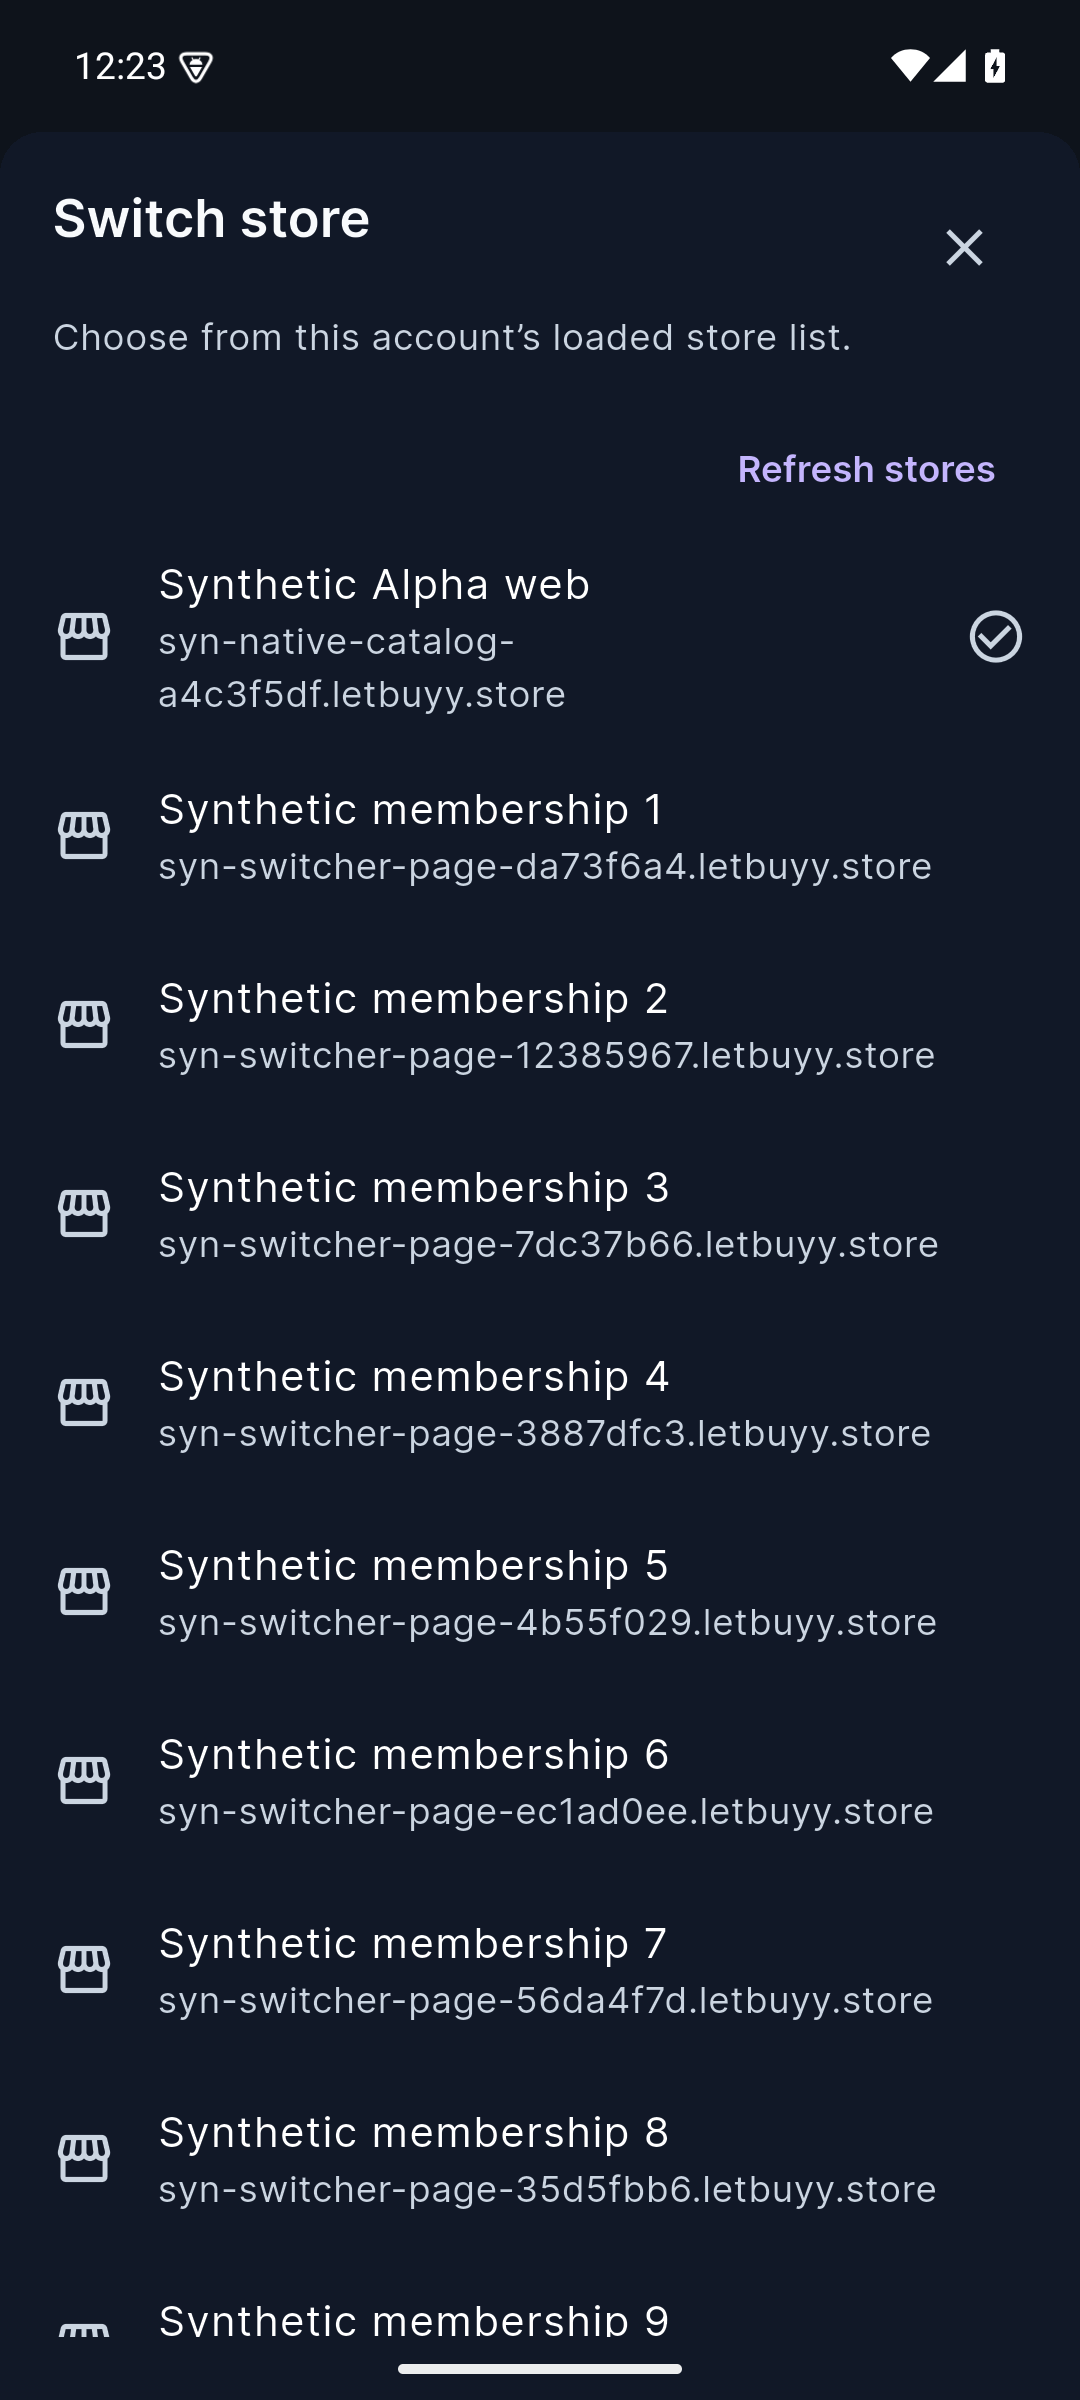 12:23
Switch store
Choose from this account’s loaded store list.
Refresh stores
Synthetic Alpha web
syn-native-catalog-
a4c3f5df.letbuyy.store
Synthetic membership 1
syn-switcher-page-da73f6a4.letbuyy.store
Synthetic membership 2
syn-switcher-page-12385967.letbuyy.store
Synthetic membership 3
syn-switcher-page-7dc37b66.letbuyy.store
Synthetic membership 4
syn-switcher-page-3887dfc3.letbuyy.store
Synthetic membership 5
syn-switcher-page-4b55f029.letbuyy.store
Synthetic membership 6
syn-switcher-page-ec1ad0ee.letbuyy.store
Synthetic membership 7
syn-switcher-page-56da4f7d.letbuyy.store
Synthetic membership 8
syn-switcher-page-35d5fbb6.letbuyy.store
Synthetic membership 9